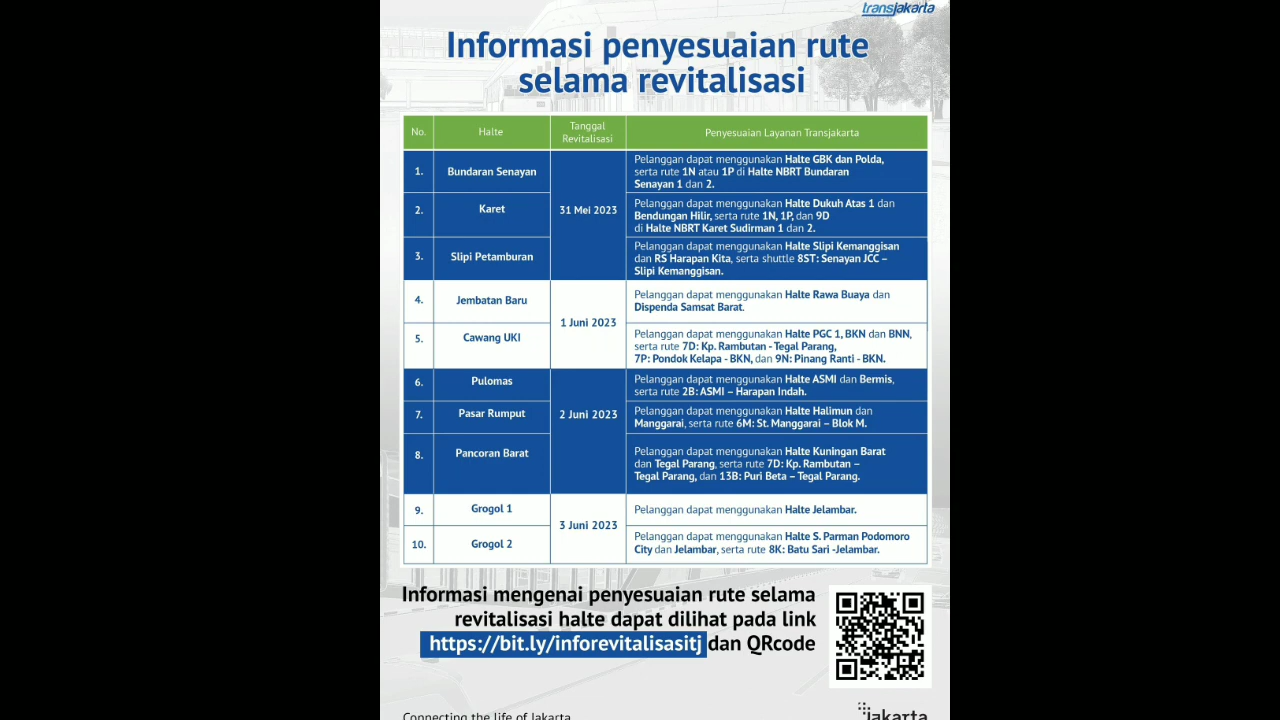 transjakarta
Informasi penyesuaian rute
selama revitalisasi
No.
Halte
Tanggal
Revitalisasi
Penyesuaian Layanan Transjakarta
1.
Bundaran Senayan
31 Mei 2023
Pelanggan dapat menggunakan Halte GBK dan Polda,
serta rute 1N atau 1P di Halte NBRT Bundaran
Senayan 1 dan 2.
2.
Karet
Pelanggan dapat menggunakan Halte Dukuh Atas 1 dan
Bendungan Hilir, serta rute 1N, 1P, dan 9D
di Halte NBRT Karet Sudirman 1 dan 2.
3.
Slipi Petamburan
Pelanggan dapat menggunakan Halte Slipi Kemanggisan
dan RS Harapan Kita, serta shuttle 8ST: Senayan JCC –
Slipi Kemanggisan.
4.
Jembatan Baru
1 Juni 2023
Pelanggan dapat menggunakan Halte Rawa Buaya dan
Dispenda Samsat Barat.
5.
Cawang UKI
Pelanggan dapat menggunakan Halte PGC 1, BKN dan BNN,
serta rute 7D: Kp. Rambutan - Tegal Parang,
7P: Pondok Kelapa - BKN, dan 9N: Pinang Ranti - BKN.
6.
Pulomas
2 Juni 2023
Pelanggan dapat menggunakan Halte ASMI dan Bermis,
serta rute 2B: ASMI – Harapan Indah.
7.
Pasar Rumput
Pelanggan dapat menggunakan Halte Halimun dan
Manggarai, serta rute 6M: St. Manggarai – Blok M.
8.
Pancoran Barat
Pelanggan dapat menggunakan Halte Kuningan Barat
dan Tegal Parang, serta rute 7D: Kp. Rambutan –
Tegal Parang, dan 13B: Puri Beta – Tegal Parang.
9.
Grogol 1
3 Juni 2023
Pelanggan dapat menggunakan Halte Jelambar.
10.
Grogol 2
Pelanggan dapat menggunakan Halte S. Parman Podomoro
City dan Jelambar, serta rute 8K: Batu Sari -Jelambar.
Informasi mengenai penyesuaian rute selama
revitalisasi halte dapat dilihat pada link
https://bit.ly/inforevitalisasitj dan QRcode
Connecting the life of Jakarta
Jakarta